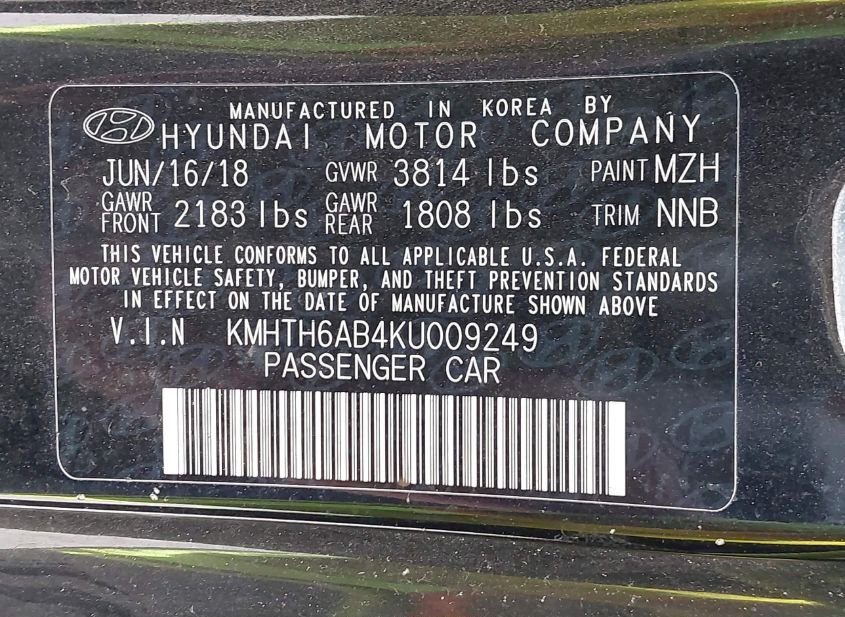 MANUFACTURED IN KOREA BY
HYUNDAI MOTOR COMPANY
JUN/16/18 GVWR 3814 lbs PAINT MZH
GAWR FRONT 2183 lbs GAWR REAR 1808 lbs TRIM NNB
THIS VEHICLE CONFORMS TO ALL APPLICABLE U.S.A. FEDERAL
MOTOR VEHICLE SAFETY, BUMPER, AND THEFT PREVENTION STANDARDS
IN EFFECT ON THE DATE OF MANUFACTURE SHOWN ABOVE
V.I.N KMHTH6AB4KU009249
PASSENGER CAR